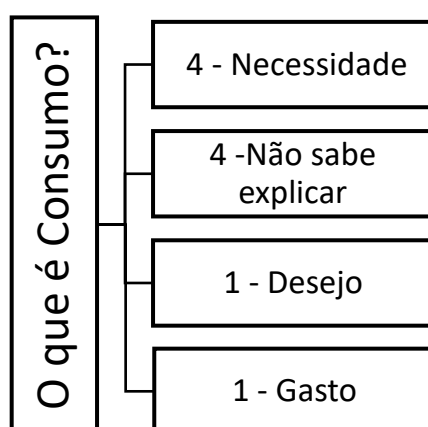 O que é Consumo?
4 - Necessidade
4 -Não sabe
explicar
1 - Desejo
1 - Gasto